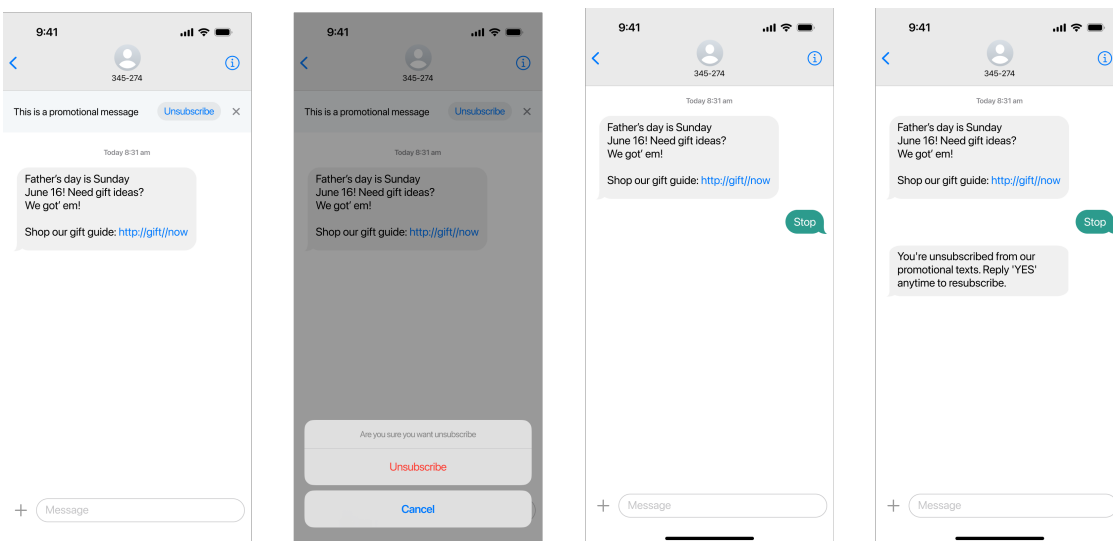 9:41
345-274
This is a promotional message Unsubscribe ×
Today 8:31 am
Father's day is Sunday
June 16! Need gift ideas?
We got' em!
Shop our gift guide: http://gift//now
Message
9:41
345-274
This is a promotional message Unsubscribe ×
Today 8:31 am
Father's day is Sunday
June 16! Need gift ideas?
We got' em!
Shop our gift guide: http://gift//now
Are you sure you want unsubscribe
Unsubscribe
Cancel
9:41
345-274
Today 8:31 am
Father's day is Sunday
June 16! Need gift ideas?
We got' em!
Shop our gift guide: http://gift//now
Stop
Message
9:41
345-274
Today 8:31 am
Father's day is Sunday
June 16! Need gift ideas?
We got' em!
Shop our gift guide: http://gift//now
Stop
You're unsubscribed from our
promotional texts. Reply 'YES'
anytime to resubscribe.
Message